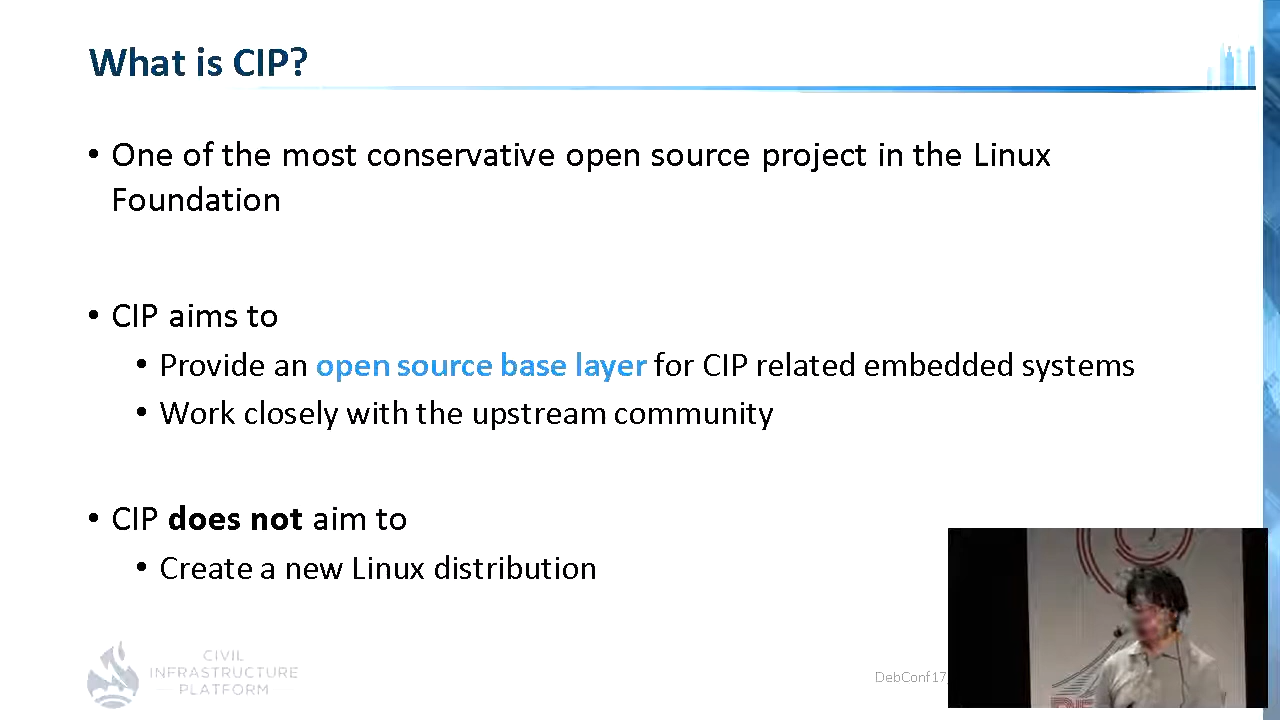 What is CIP?
• One of the most conservative open source project in the Linux
Foundation
• CIP aims to
• Provide an open source base layer for CIP related embedded systems
• Work closely with the upstream community
• CIP does not aim to
• Create a new Linux distribution
CIVIL
INFRASTRUCTURE
PLATFORM
DebConf17